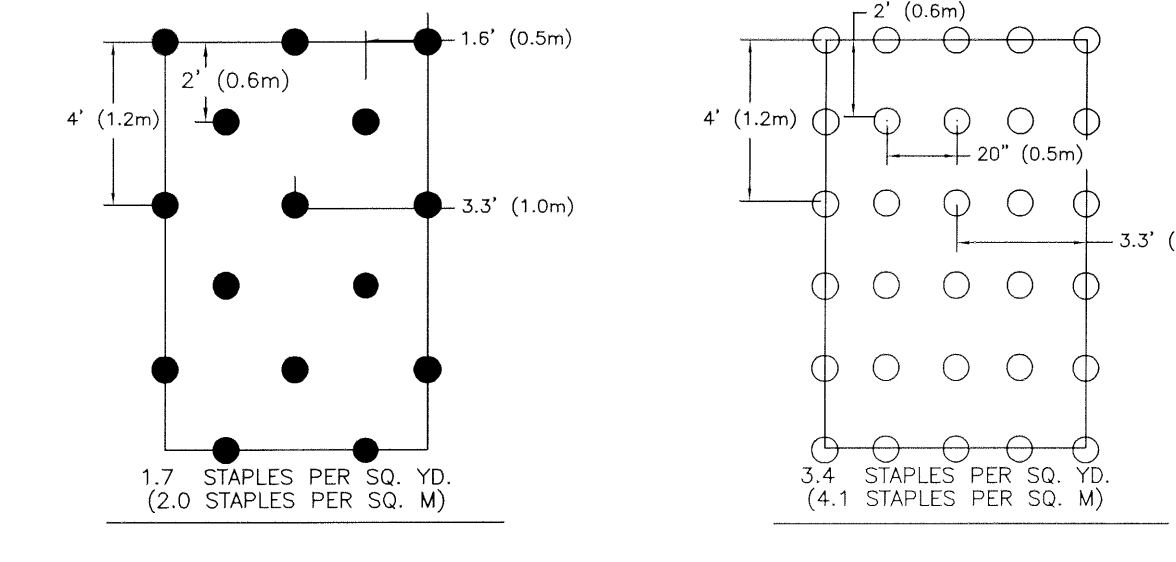 1.6' (0.5m)
2' (0.6m)
4' (1.2m)
3.3' (1.0m)
1.7 STAPLES PER SQ. YD.
(2.0 STAPLES PER SQ. M)
2' (0.6m)
4' (1.2m)
20" (0.5m)
3.3' (
3.4 STAPLES PER SQ. YD.
(4.1 STAPLES PER SQ. M)